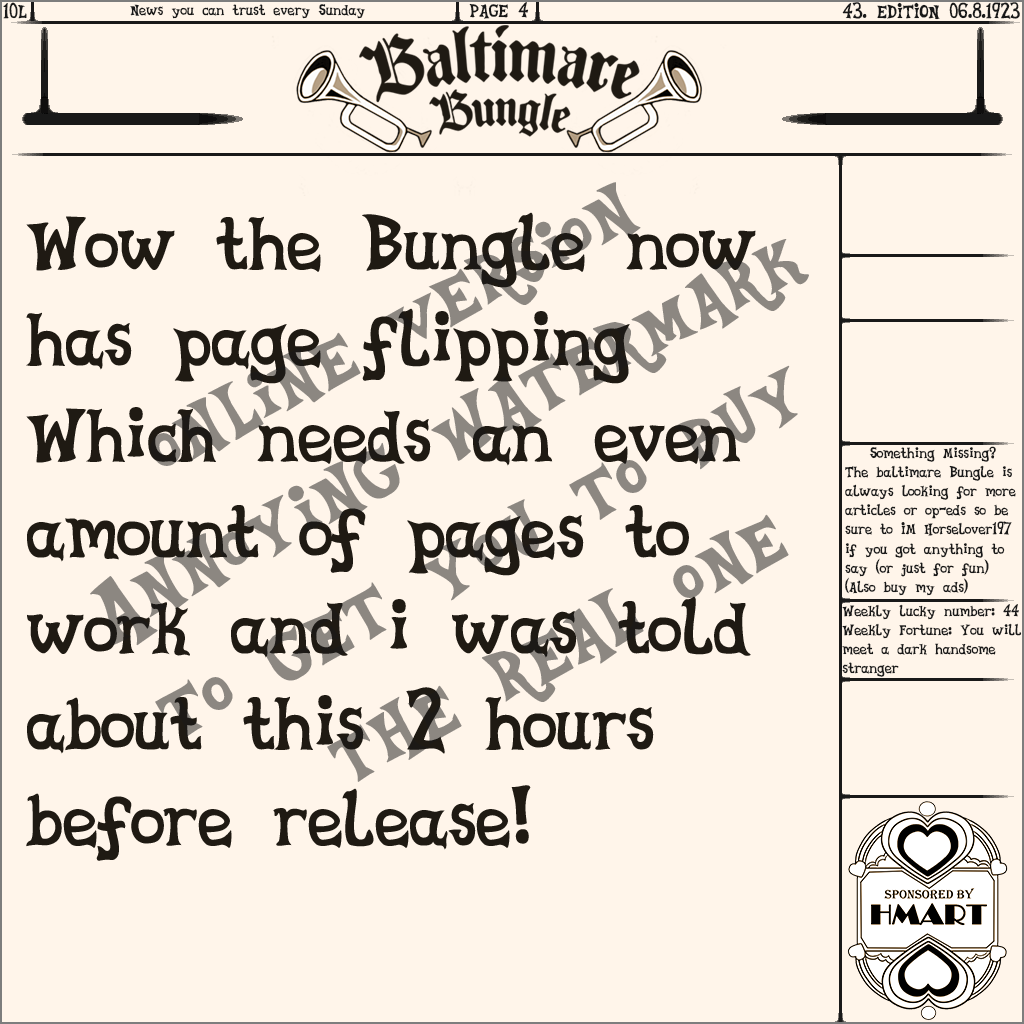 10L
News you can trust every Sunday
PAGE 4
43. EDITION 06.8.1923
Baltimare
Bungle
Wow the Bungle now
has page flipping
Which needs an even
amount of pages to
work and i was told
about this 2 hours
before release!
ONLINE VERSION
ANNOYING WATERMARK
TO GET YOU TO BUY
THE REAL ONE
Something Missing?
The baltimare Bungle is
always looking for more
articles or op-eds so be
sure to IM HorseLover197
if you got anything to
say (or just for fun)
(Also buy my ads)
Weekly Lucky number: 44
Weekly Fortune: You will
meet a dark handsome
stranger
SPONSORED BY
HMART